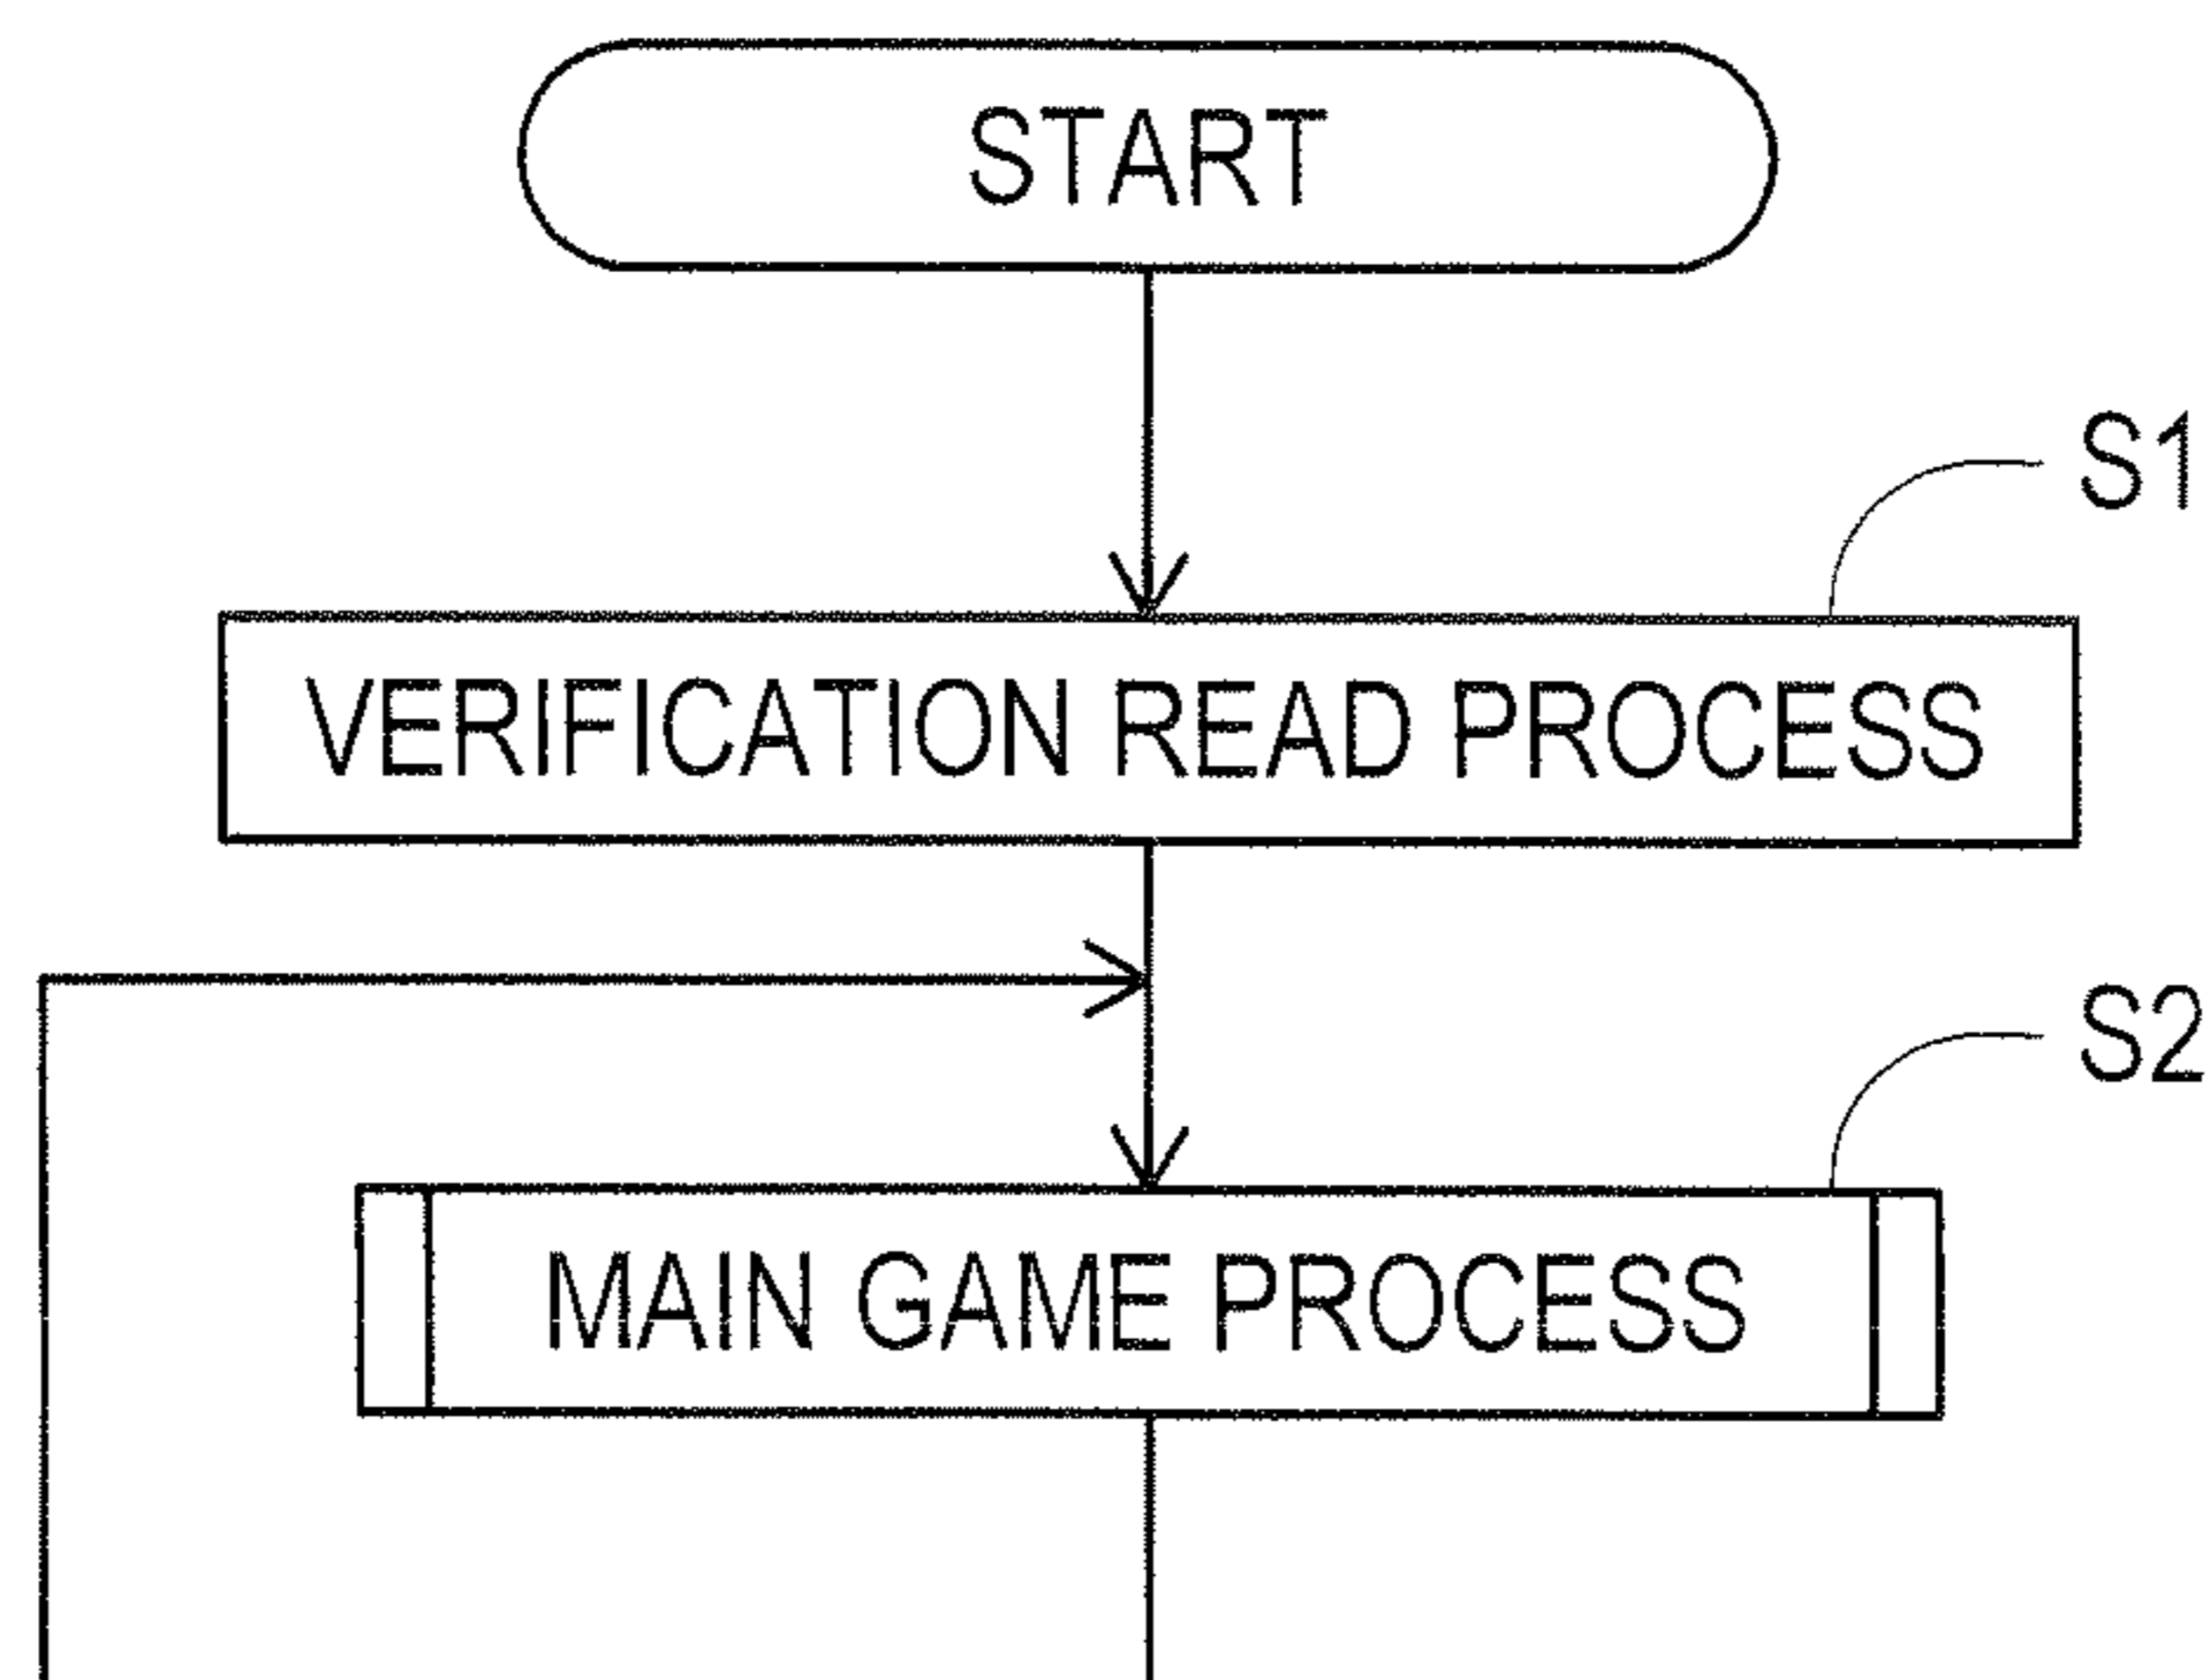 START
S1
VERIFICATION READ PROCESS
S2
MAIN GAME PROCESS